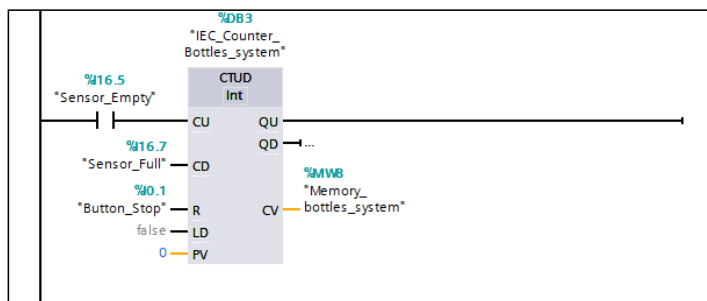 %DB3
"IEC_Counter_
Bottles_system"
%I16.5
"Sensor_Empty"
CTUD
Int
CU QU
QD ...
%I16.7
"Sensor_Full" CD
%MW8
"Memory_
bottles_system"
%I0.1
"Button_Stop" R CV
false LD
0 PV